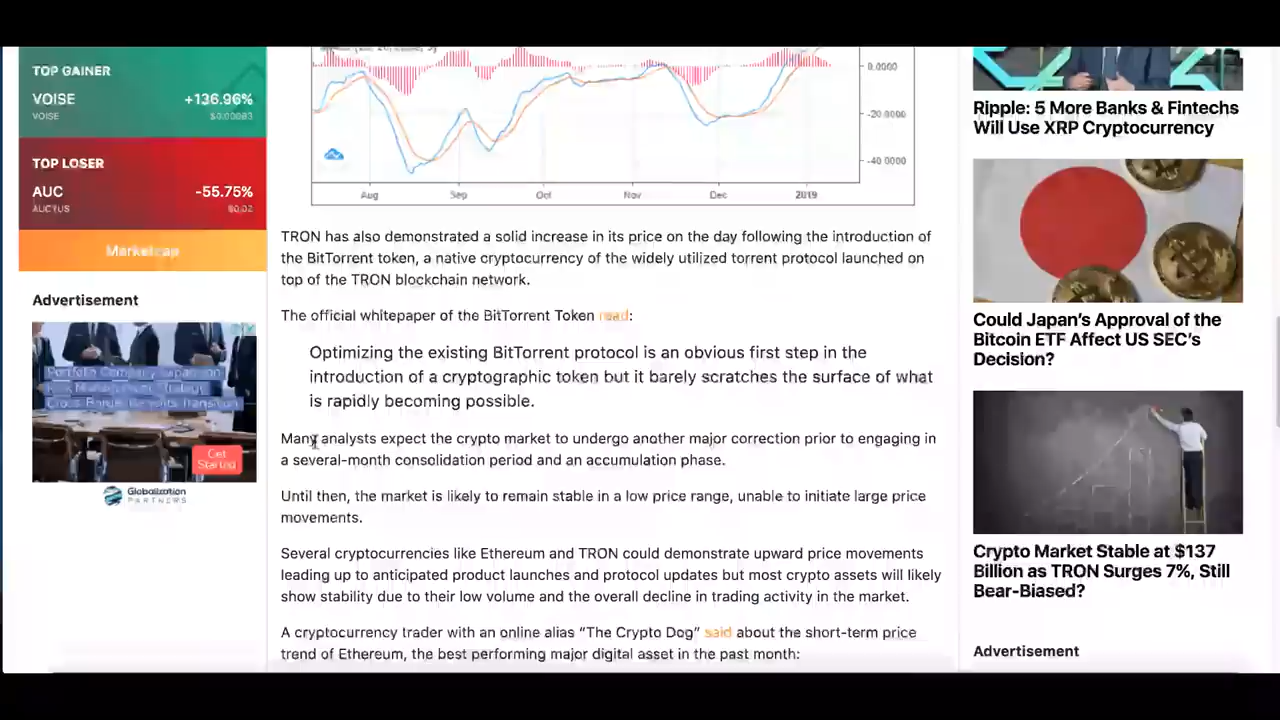 TOP GAINER
VOISE
+136.96%
VOISE
$0.00083
TOP LOSER
AUC
-55.75%
AUCTUS
$0.02
Marketcap
Advertisement
Portfolio Company Expansion
Risk Management Strategy
Cross-Border Benefits Transition
Get
Started
Globalization
PARTNERS
0.0000
-20.0000
-40.0000
Aug
Sep
Oct
Nov
Dec
2019
TRON has also demonstrated a solid increase in its price on the day following the introduction of
the BitTorrent token, a native cryptocurrency of the widely utilized torrent protocol launched on
top of the TRON blockchain network.
The official whitepaper of the BitTorrent Token read:
Optimizing the existing BitTorrent protocol is an obvious first step in the
introduction of a cryptographic token but it barely scratches the surface of what
is rapidly becoming possible.
Many analysts expect the crypto market to undergo another major correction prior to engaging in
a several-month consolidation period and an accumulation phase.
Until then, the market is likely to remain stable in a low price range, unable to initiate large price
movements.
Several cryptocurrencies like Ethereum and TRON could demonstrate upward price movements
leading up to anticipated product launches and protocol updates but most crypto assets will likely
show stability due to their low volume and the overall decline in trading activity in the market.
A cryptocurrency trader with an online alias “The Crypto Dog” said about the short-term price
trend of Ethereum, the best performing major digital asset in the past month:
Ripple: 5 More Banks & Fintechs
Will Use XRP Cryptocurrency
Could Japan’s Approval of the
Bitcoin ETF Affect US SEC’s
Decision?
Crypto Market Stable at $137
Billion as TRON Surges 7%, Still
Bear-Biased?
Advertisement